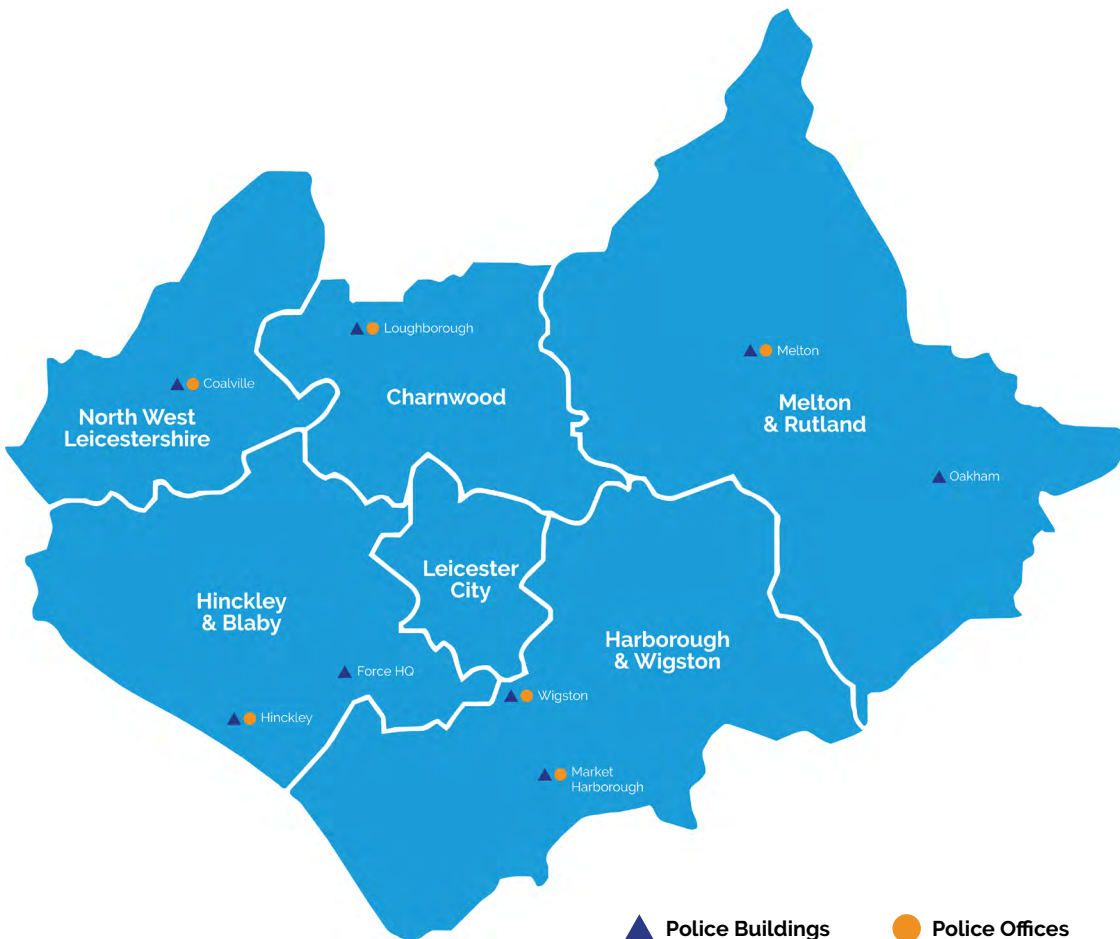 Loughborough
Melton
Coalville
Charnwood
North West
Leicestershire
Melton
& Rutland
Oakham
Leicester
City
Hinckley
& Blaby
Harborough
& Wigston
Force HQ
Wigston
Hinckley
Market
Harborough
Police Buildings
Police Offices